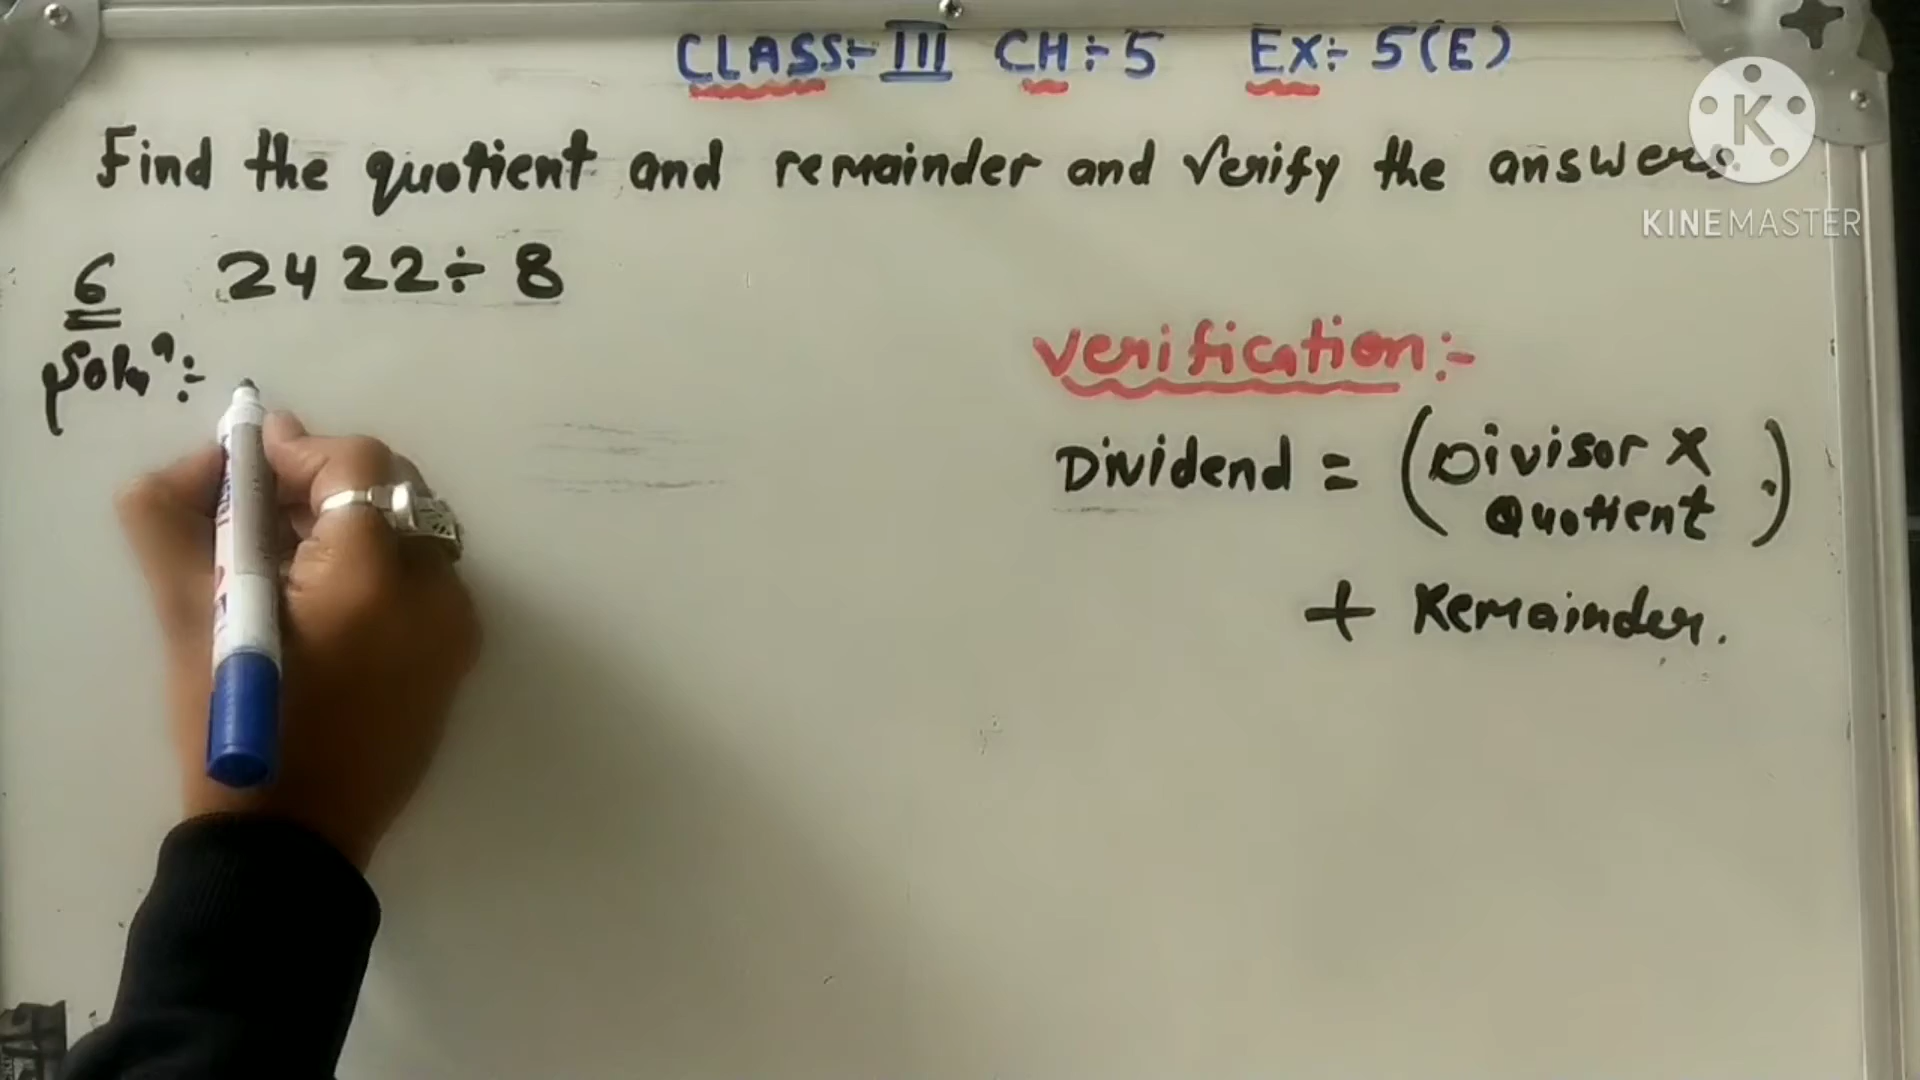 CLASS:- III CH:- 5 EX:- 5(E)
Find the quotient and remainder and verify the answers.
6 2422 ÷ 8
Soln:-
Verification:-
Dividend = (Divisor x
Quotient)
+ Remainder.
K
KINEMASTER